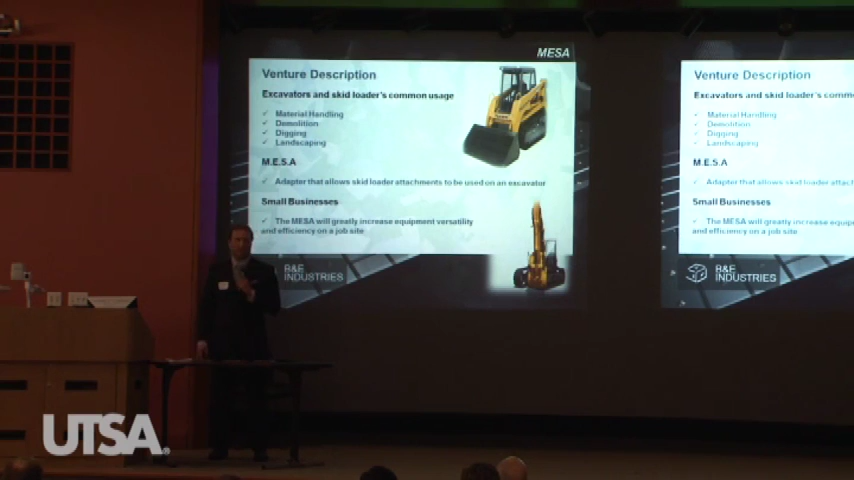 MESA
Venture Description
Excavators and skid loader's common usage
✓ Material Handling
✓ Demolition
✓ Digging
✓ Landscaping
M.E.S.A
✓ Adapter that allows skid loader attachments to be used on an excavator
Small Businesses
✓ The MESA will greatly increase equipment versatility
and efficiency on a job site
B&E
INDUSTRIES
Venture Description
Excavators and skid loader's comm
✓ Material Handling
✓ Demolition
✓ Digging
✓ Landscaping
M.E.S.A
✓ Adapter that allows skid loader attach
Small Businesses
✓ The MESA will greatly increase equip
and efficiency on a job site
B&E
INDUSTRIES
UTSA®